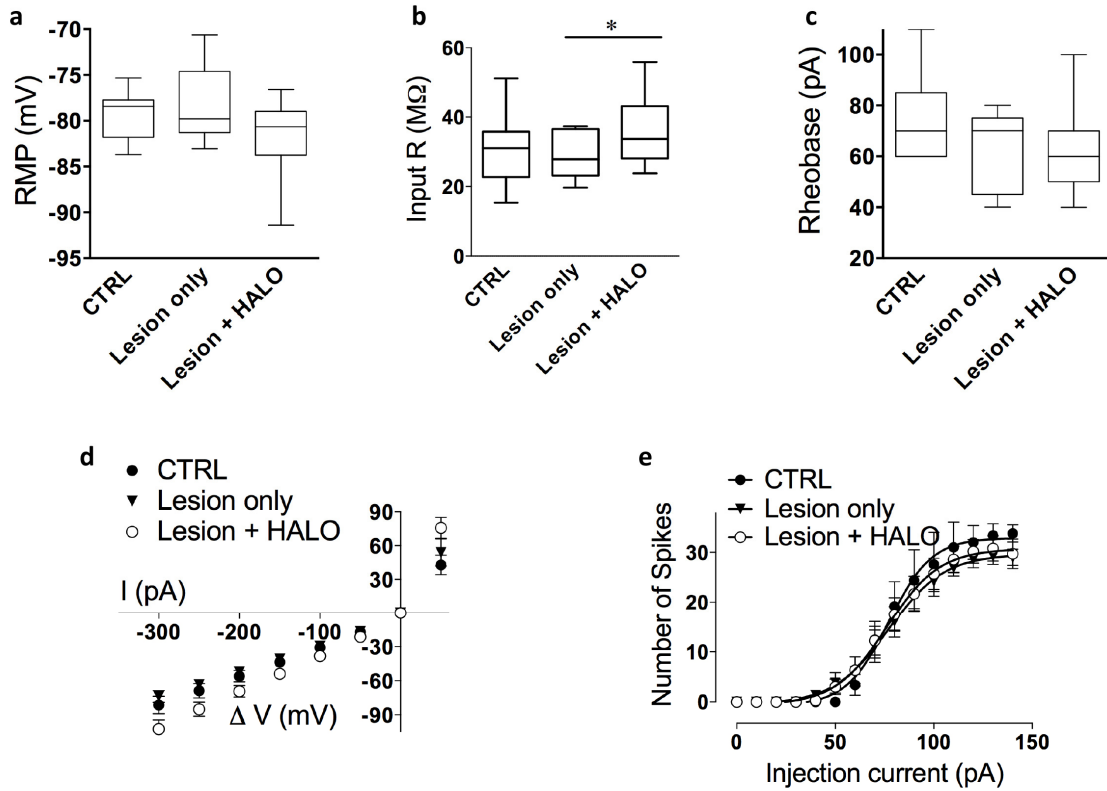 a
RMP (mV)
-70
-75
-80
-85
-90
-95
CTRL
Lesion only
Lesion + HALO
b
*
Input R (MΩ)
60
40
20
0
CTRL
Lesion only
Lesion + HALO
c
Rheobase (pA)
100
80
60
40
20
CTRL
Lesion only
Lesion + HALO
d
CTRL
Lesion only
Lesion + HALO
I (pA)
-300
-200
-100
90
60
30
-30
-60
-90
Δ V (mV)
e
CTRL
Lesion only
Lesion + HALO
Number of Spikes
30
20
10
0
0
50
100
150
Injection current (pA)